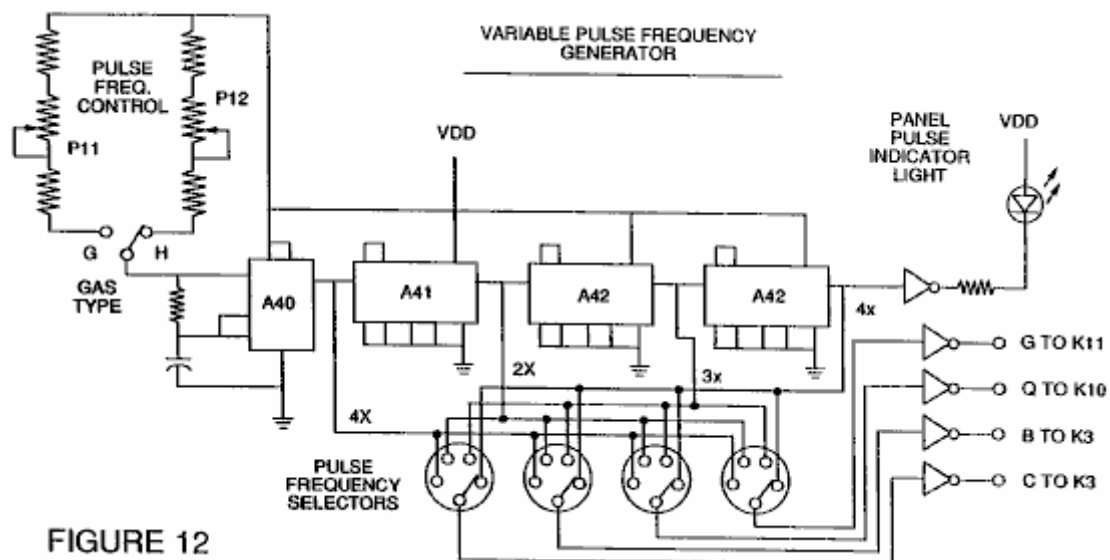 VARIABLE PULSE FREQUENCY
GENERATOR
PULSE
FREQ.
CONTROL
P12
P11
VDD
PANEL
PULSE
INDICATOR
LIGHT
VDD
G
H
GAS
TYPE
A40
A41
A42
A42
4x
2X
3x
4X
G TO K11
Q TO K10
B TO K3
C TO K3
PULSE
FREQUENCY
SELECTORS
FIGURE 12